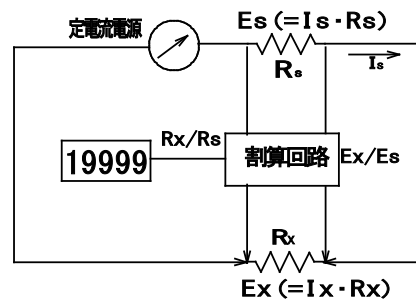 定電流電源
Es(=Is·Rs)
Rs
Is
Rx/Rs
19999
割算回路
Ex/Es
Rx
Ex(=Ix·Rx)